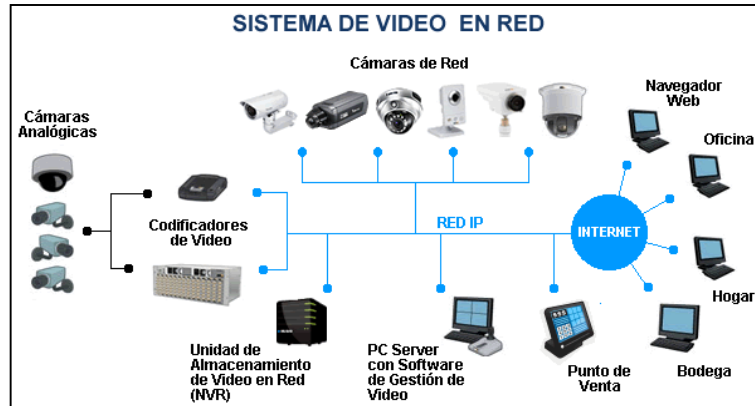 SISTEMA DE VIDEO EN RED
Cámaras de Red
Navegador
Web
Cámaras
Analógicas
Oficina
Codificadores
de Video
RED IP
INTERNET
Hogar
Unidad de
Almacenamiento
de Video en Red
(NVR)
PC Server
con Software
de Gestión de
Video
Punto de
Venta
Bodega